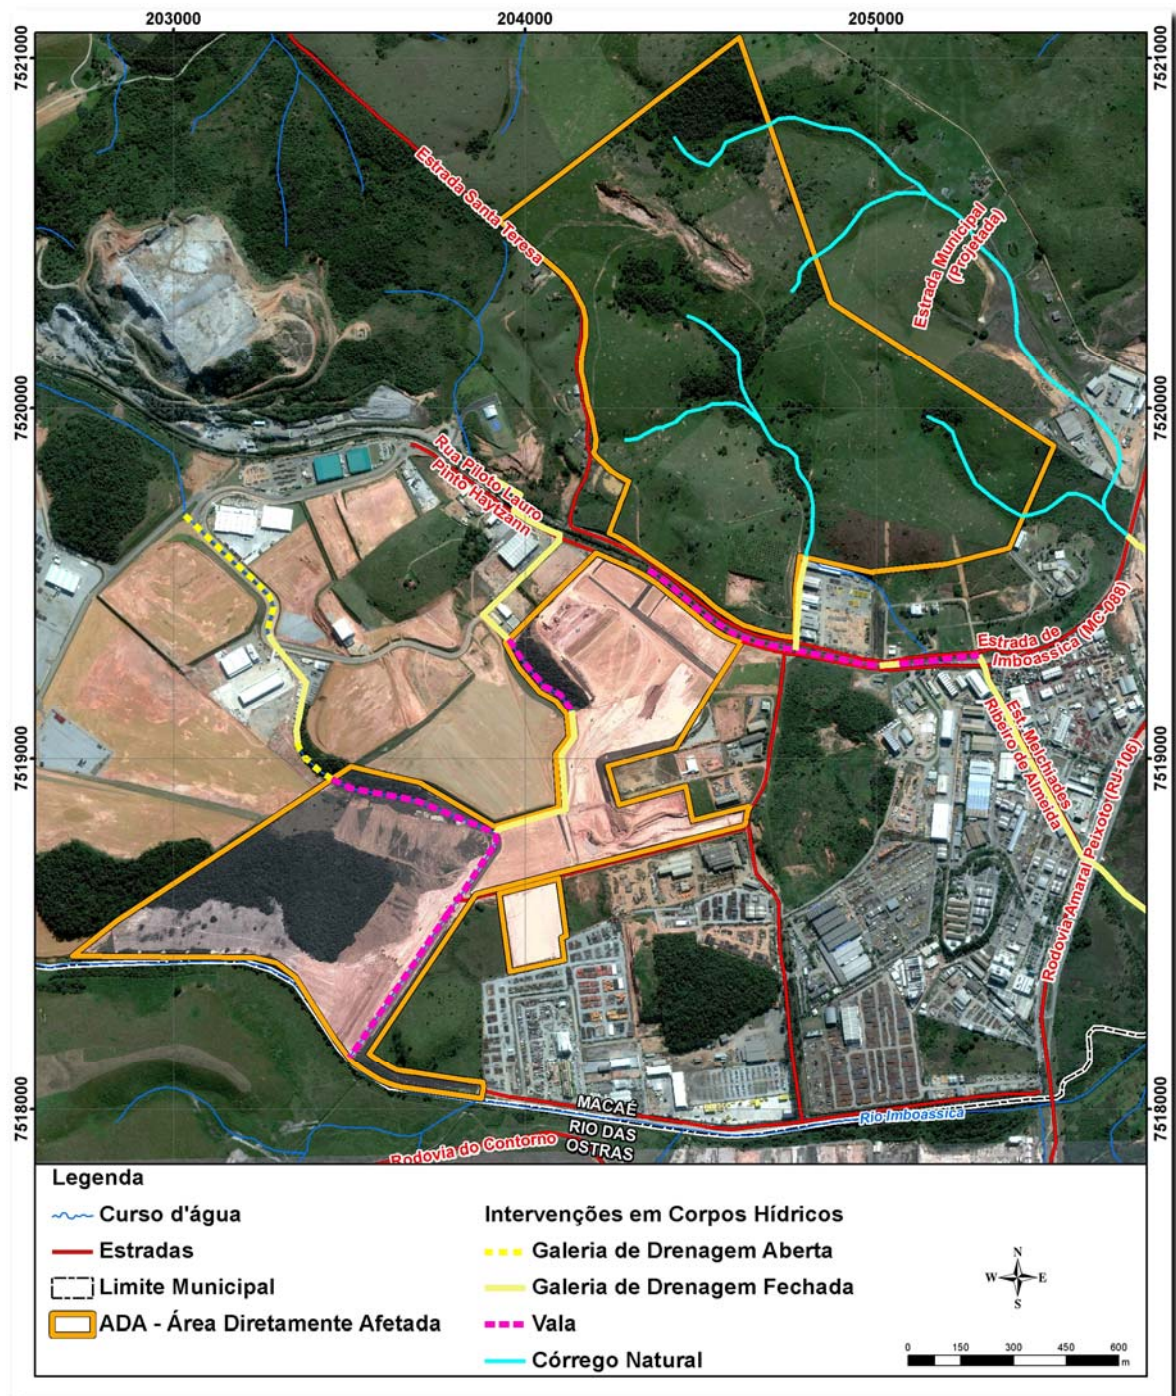 203000
204000
205000
7521000
7521000
Estrada Santa Teresa
Estrada Municipal
(Projetada)
7520000
7520000
Rua Piloto Lauro
Pinto Haytzann
Estrada de
Imboassica (MC-088)
Est. Melchiades
Ribeiro de Almeida
7519000
7519000
Rodovia Amaral Peixoto (RJ-106)
7518000
7518000
MACAÉ
RIO DAS
OSTRAS
Rio Imboassica
Rodovia do Contorno
Legenda
Curso d'água
Estradas
Limite Municipal
ADA - Área Diretamente Afetada
Intervenções em Corpos Hídricos
Galeria de Drenagem Aberta
Galeria de Drenagem Fechada
Vala
Córrego Natural
N
W E
S
0 150 300 450 600
m